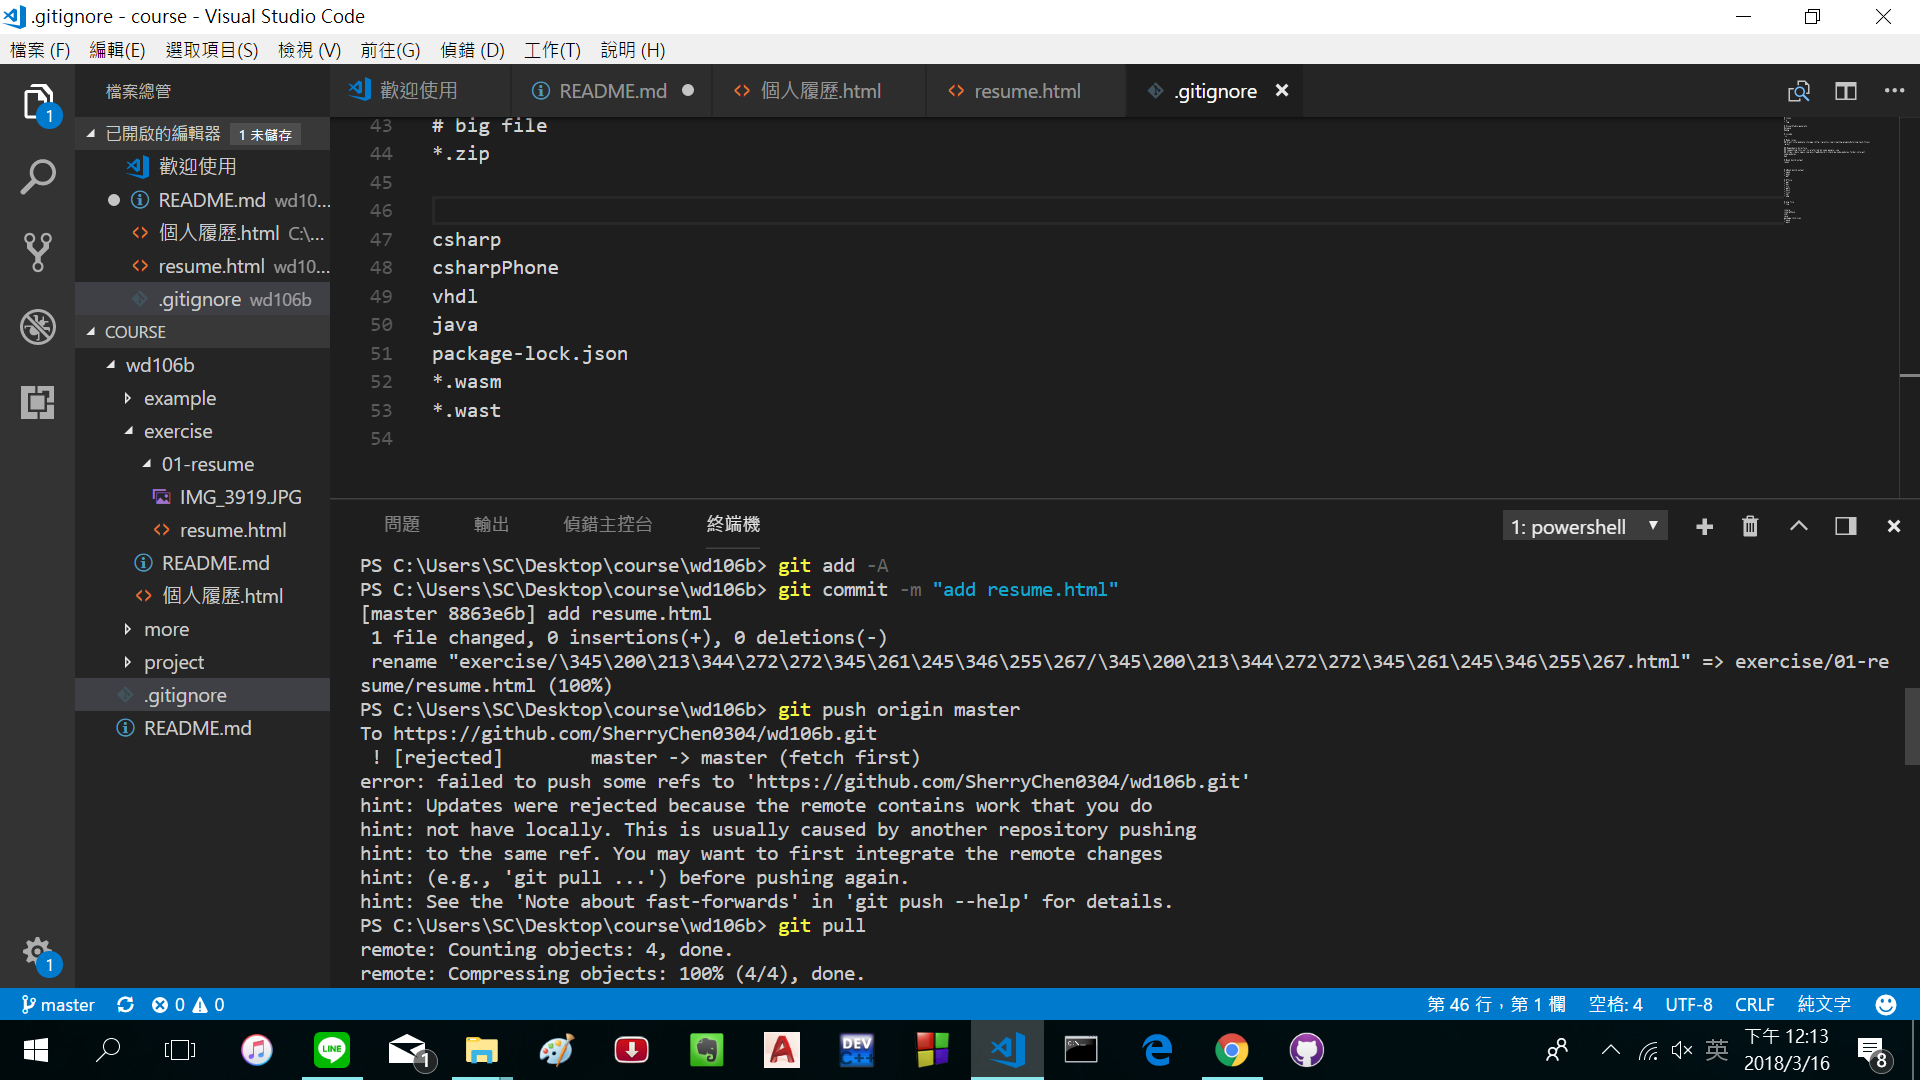 .gitignore - course - Visual Studio Code
檔案 (F) 編輯(E) 選取項目(S) 檢視 (V) 前往(G) 偵錯 (D) 工作(T) 說明 (H)
檔案總管
歡迎使用 README.md 個人履歷.html resume.html .gitignore
1
已開啟的編輯器 1 未儲存
歡迎使用
README.md wd10...
個人履歷.html C:\...
resume.html wd10...
.gitignore wd106b
COURSE
wd106b
example
exercise
01-resume
IMG_3919.JPG
resume.html
README.md
個人履歷.html
more
project
.gitignore
README.md
1
43 # big file
44 *.zip
45
46
47 csharp
48 csharpPhone
49 vhdl
50 java
51 package-lock.json
52 *.wasm
53 *.wast
54
問題 輸出 偵錯主控台 終端機 1: powershell
PS C:\Users\SC\Desktop\course\wd106b> git add -A
PS C:\Users\SC\Desktop\course\wd106b> git commit -m "add resume.html"
[master 8863e6b] add resume.html
1 file changed, 0 insertions(+), 0 deletions(-)
rename "exercise/\345\200\213\344\272\272\345\261\245\346\255\267/\345\200\213\344\272\272\345\261\245\346\255\267.html" => exercise/01-re
sume/resume.html (100%)
PS C:\Users\SC\Desktop\course\wd106b> git push origin master
To https://github.com/SherryChen0304/wd106b.git
! [rejected]        master -> master (fetch first)
error: failed to push some refs to 'https://github.com/SherryChen0304/wd106b.git'
hint: Updates were rejected because the remote contains work that you do
hint: not have locally. This is usually caused by another repository pushing
hint: to the same ref. You may want to first integrate the remote changes
hint: (e.g., 'git pull ...') before pushing again.
hint: See the 'Note about fast-forwards' in 'git push --help' for details.
PS C:\Users\SC\Desktop\course\wd106b> git pull
remote: Counting objects: 4, done.
remote: Compressing objects: 100% (4/4), done.
master 0 0 第 46 行，第 1 欄 空格: 4 UTF-8 CRLF 純文字
LINE 1 DEV C++ 英 下午 12:13
2018/3/16 8